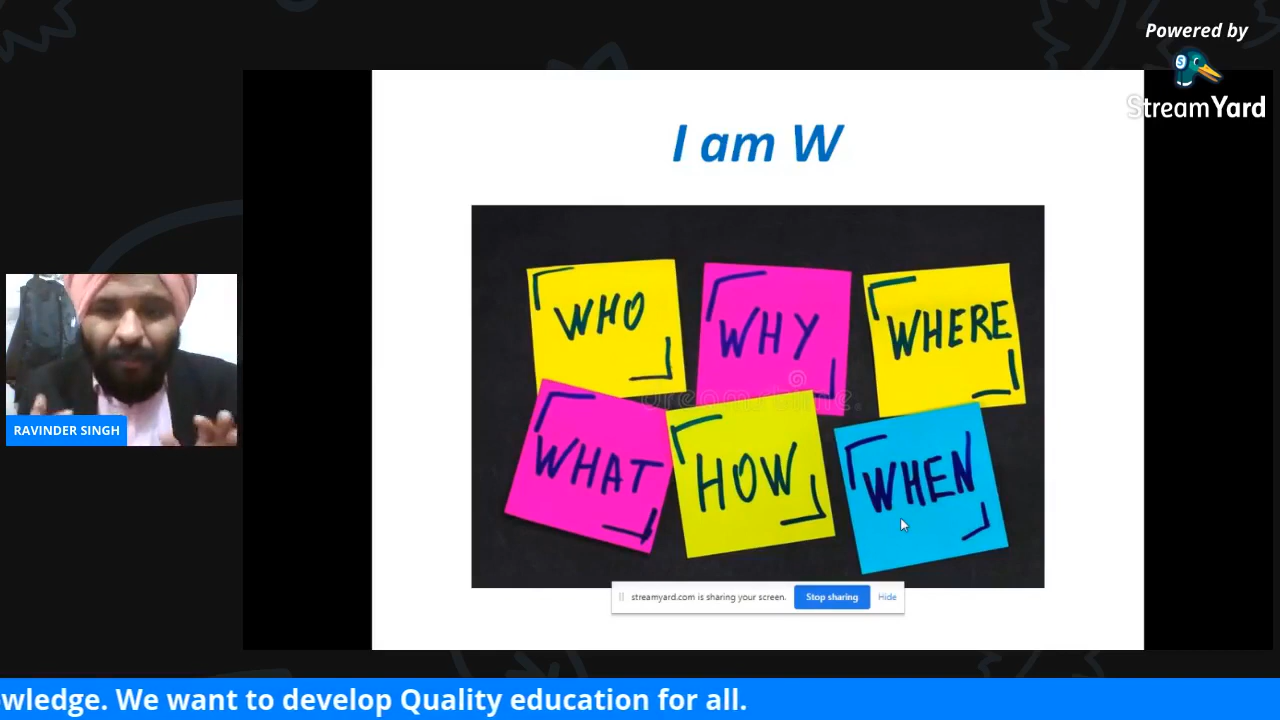 Powered by
StreamYard
I am W
WHO
WHY
WHERE
WHAT
HOW
WHEN
dreamstime.
RAVINDER SINGH
streamyard.com is sharing your screen.
Stop sharing
Hide
wledge. We want to develop Quality education for all.